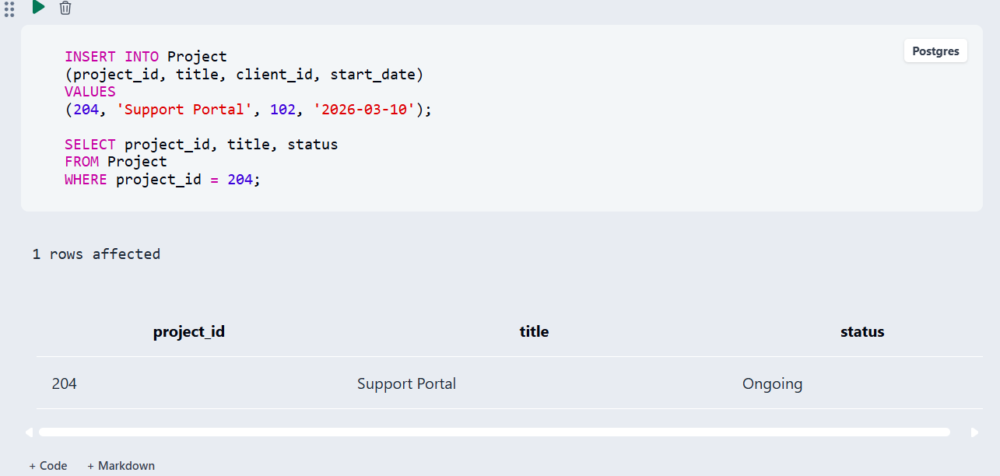 Postgres
INSERT INTO Project
(project_id, title, client_id, start_date)
VALUES
(204, 'Support Portal', 102, '2026-03-10');
SELECT project_id, title, status
FROM Project
WHERE project_id = 204;
1 rows affected
project_id title status
204 Support Portal Ongoing
+ Code + Markdown